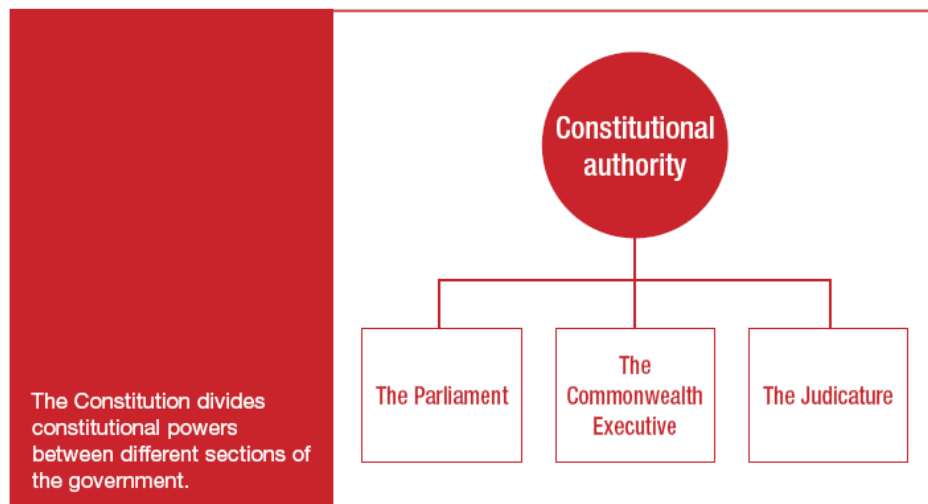 The Constitution divides
constitutional powers
between different sections of
the government.
Constitutional
authority
The Parliament
The
Commonwealth
Executive
The Judicature